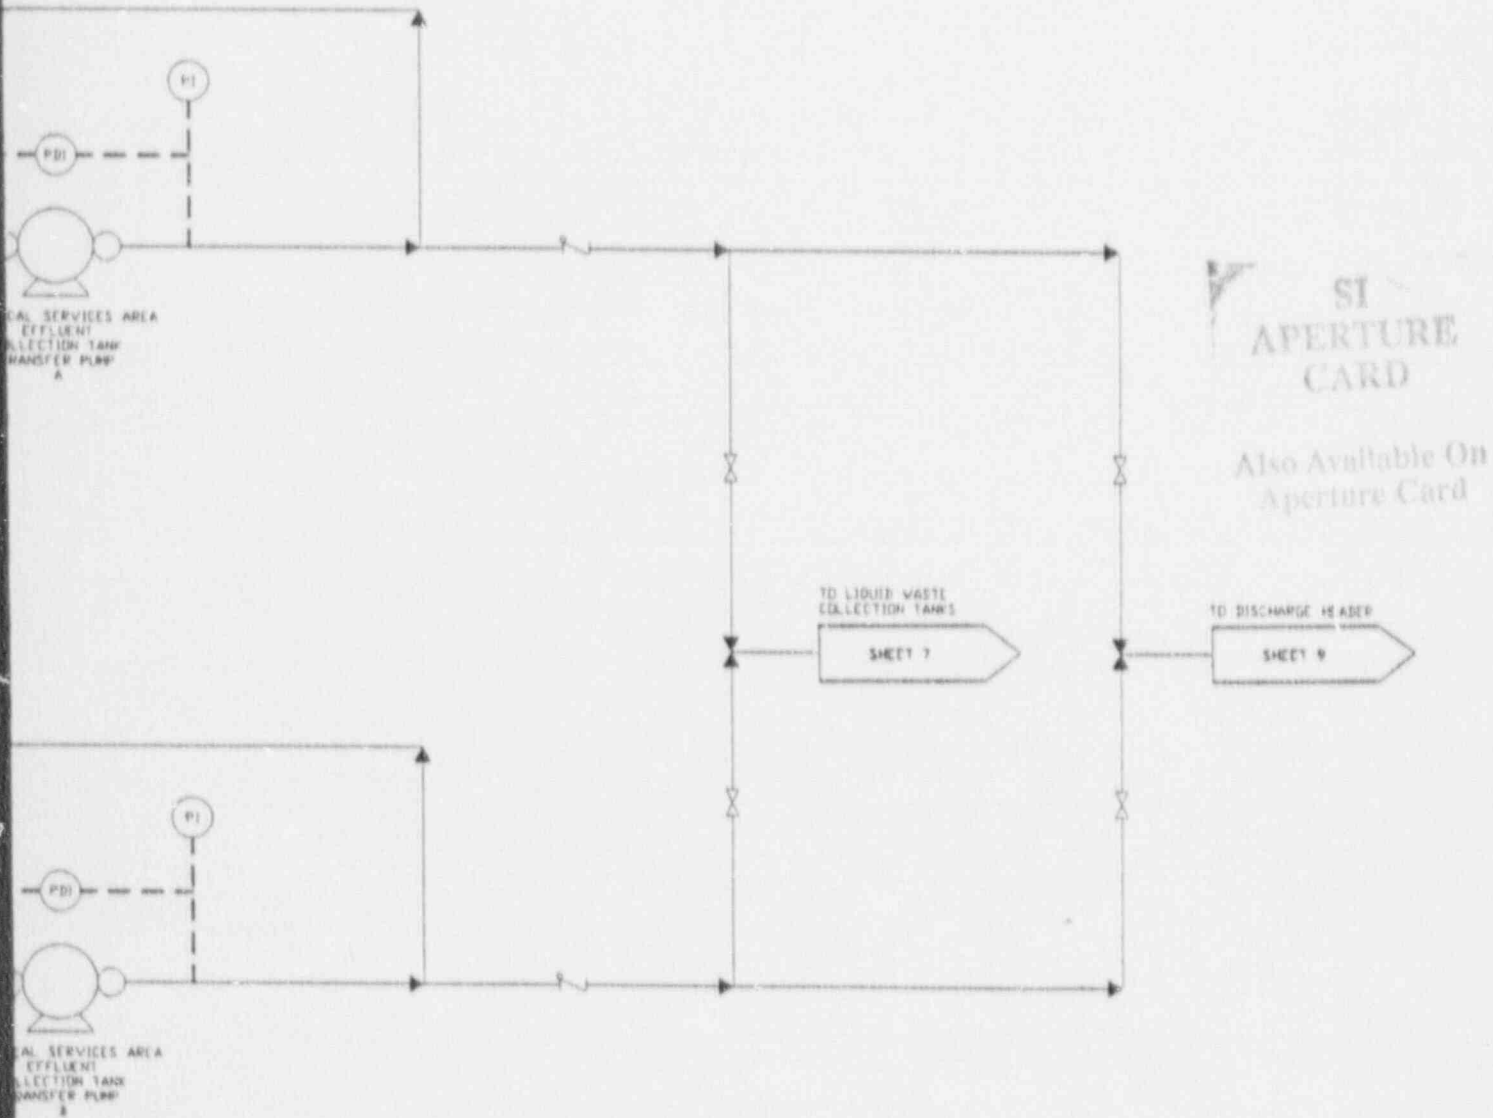 PI
PDI
CAL SERVICES AREA
EFFLUENT
LLECTION TANK
RANSFER PUMP
A
SI
APERTURE
CARD
Also Available On
Aperture Card
TO LIQUID WASTE
COLLECTION TANKS
SHEET 7
TO DISCHARGE HEADER
SHEET 9
PI
PDI
CAL SERVICES AREA
EFFLUENT
LLECTION TANK
RANSFER PUMP
B